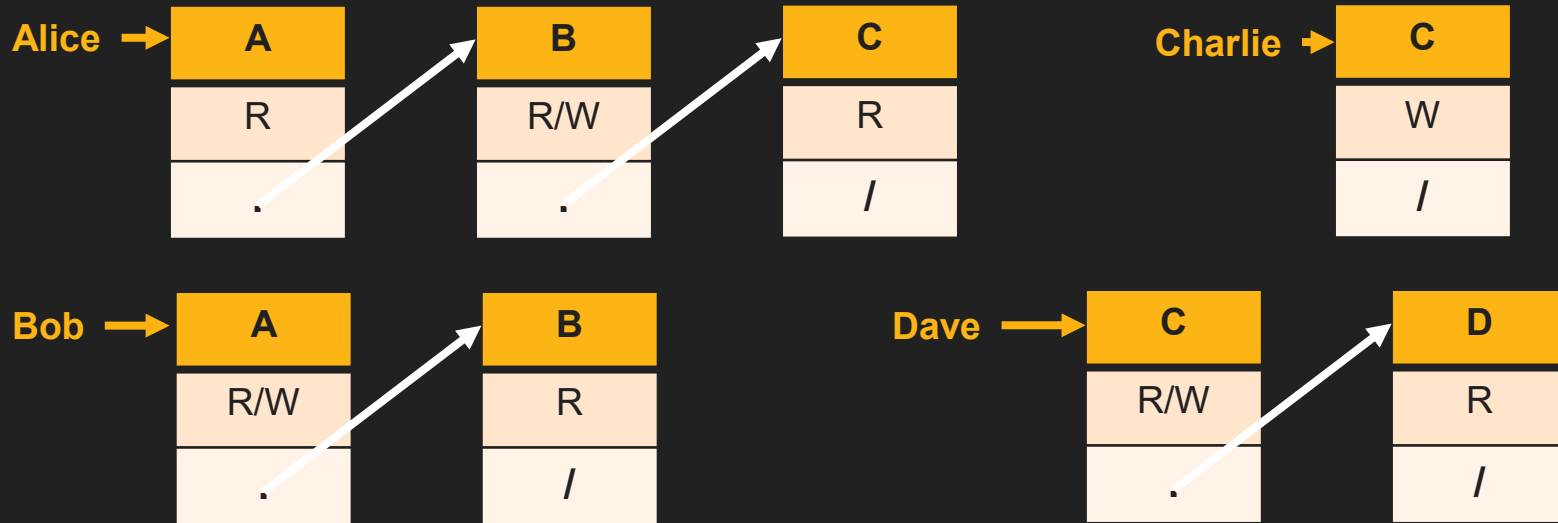 Alice A B C Charlie C
R R/W R W
. . / /
Bob A B Dave C D
R/W R R/W R
. / . /